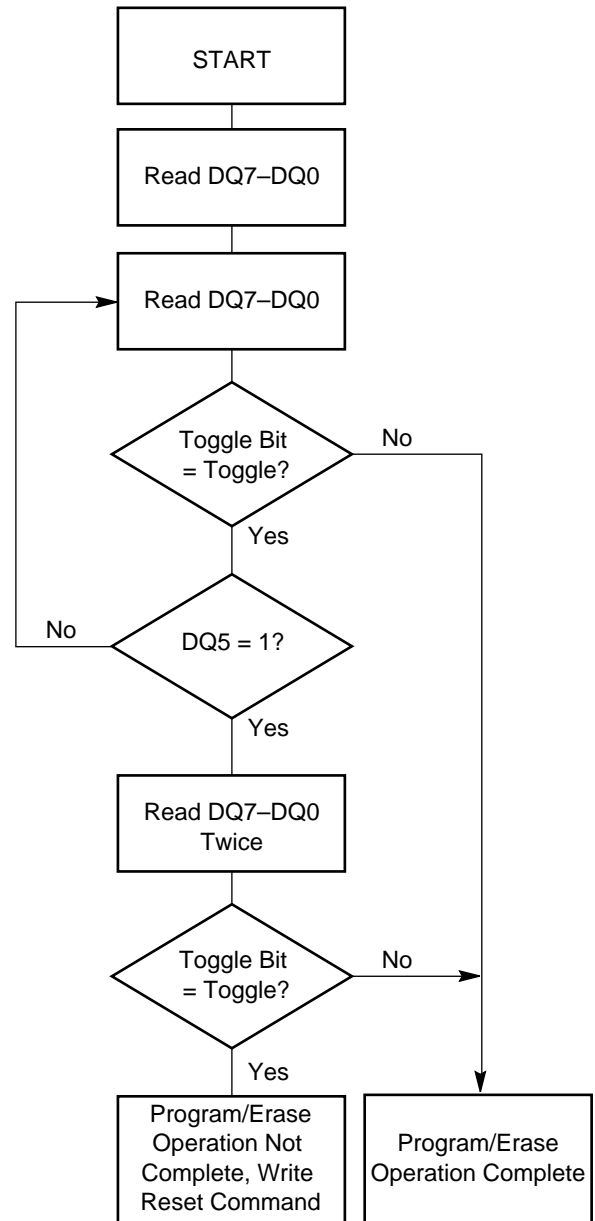 START
Read DQ7–DQ0
Read DQ7–DQ0
Toggle Bit
= Toggle?
No
Yes
No
DQ5 = 1?
Yes
Read DQ7–DQ0
Twice
Toggle Bit
= Toggle?
No
Yes
Program/Erase
Operation Not
Complete, Write
Reset Command
Program/Erase
Operation Complete